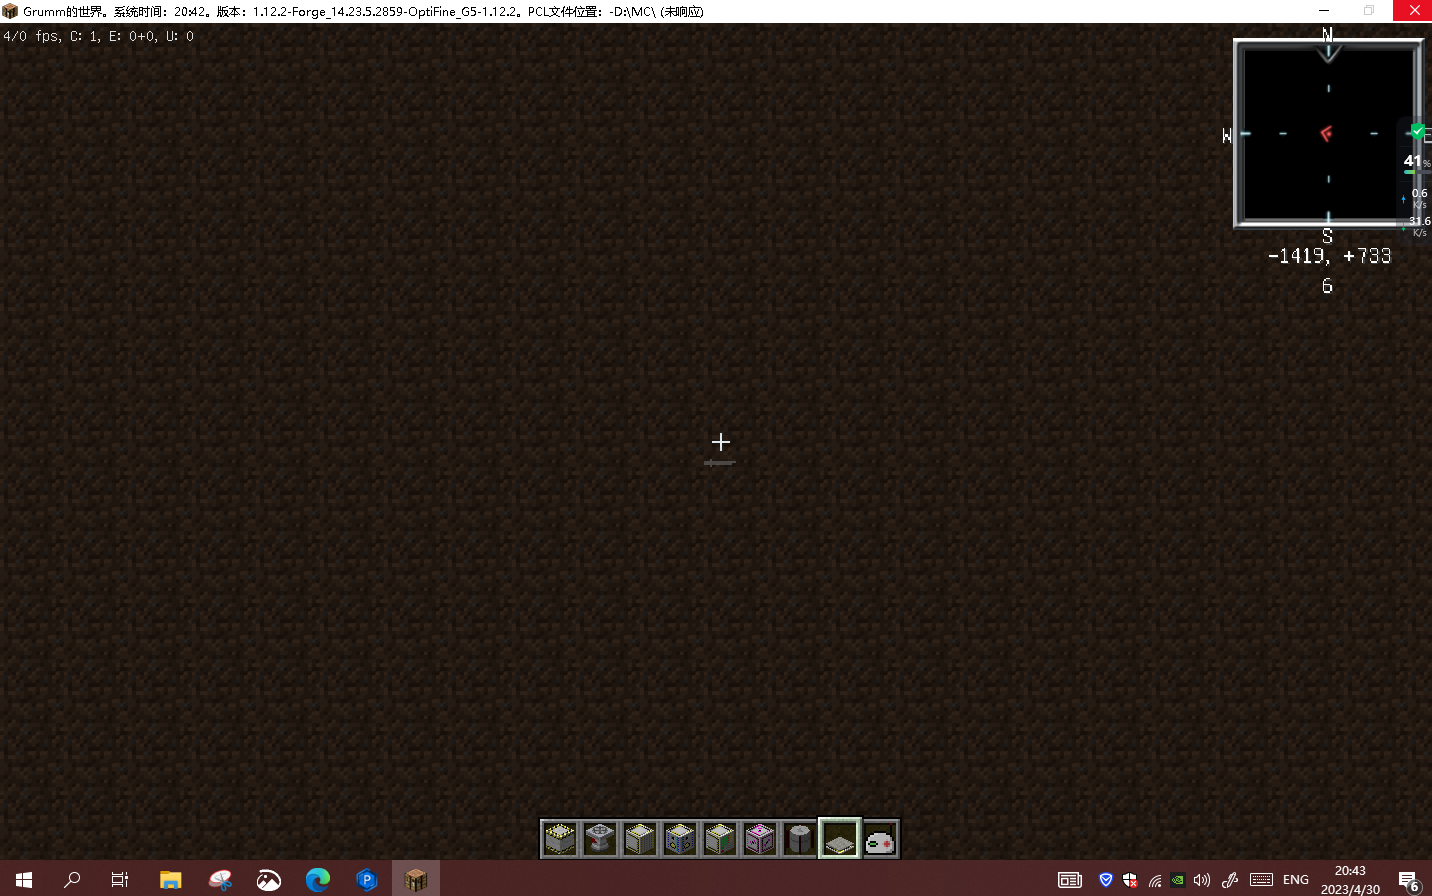 Grumm的世界。系统时间：20:42。版本：1.12.2-Forge_14.23.5.2859-OptiFine_G5-1.12.2。PCL文件位置：-D:\MC\ (未响应)
4/0 fps, C: 1, E: 0+0, U: 0
N
W
E
41%
0.6
K/s
31.6
K/s
S
-1419, +733
6
ENG
20:43
2023/4/30
6